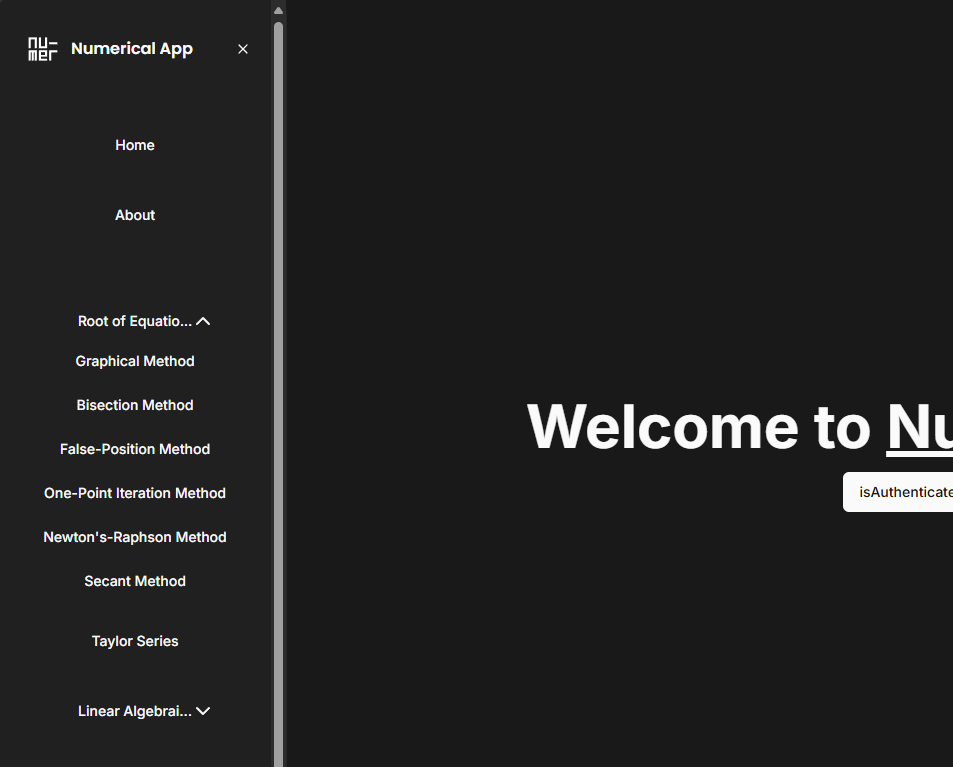 nu-
mer
Numerical App
Home
About
Root of Equatio...
Graphical Method
Bisection Method
False-Position Method
One-Point Iteration Method
Newton's-Raphson Method
Secant Method
Taylor Series
Linear Algebrai...
Welcome to Nu
isAuthenticate